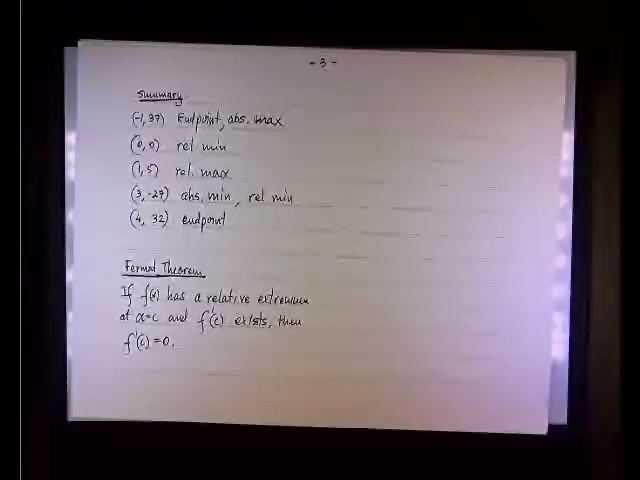 - 3 -
Summary
(-1, 37) Endpoint, abs. max
(0, 0) rel min
(1, 5) rel. max
(3, -27) abs. min, rel min
(4, 32) endpoint
Fermat Theorem
If f(x) has a relative extremum
at x=c and f'(c) exists, then
f'(c) = 0.